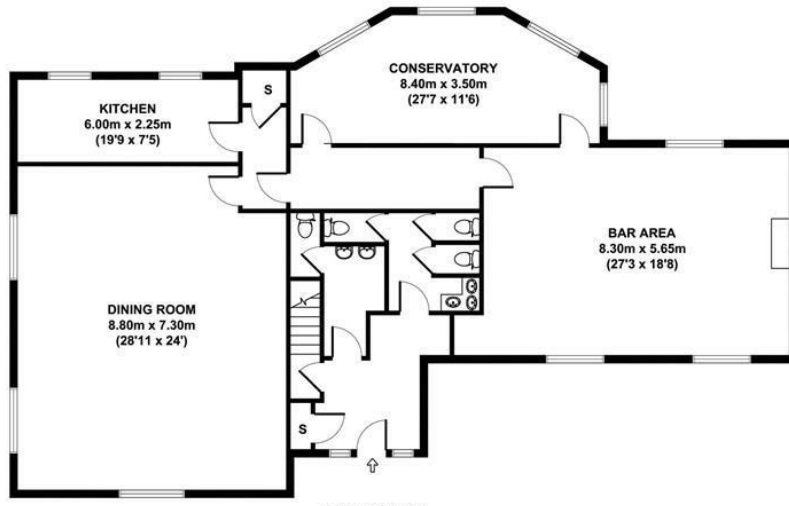 CONSERVATORY
8.40m x 3.50m
(27'7 x 11'6)
S
KITCHEN
6.00m x 2.25m
(19'9 x 7'5)
BAR AREA
8.30m x 5.65m
(27'3 x 18'8)
DINING ROOM
8.80m x 7.30m
(28'11 x 24')
S